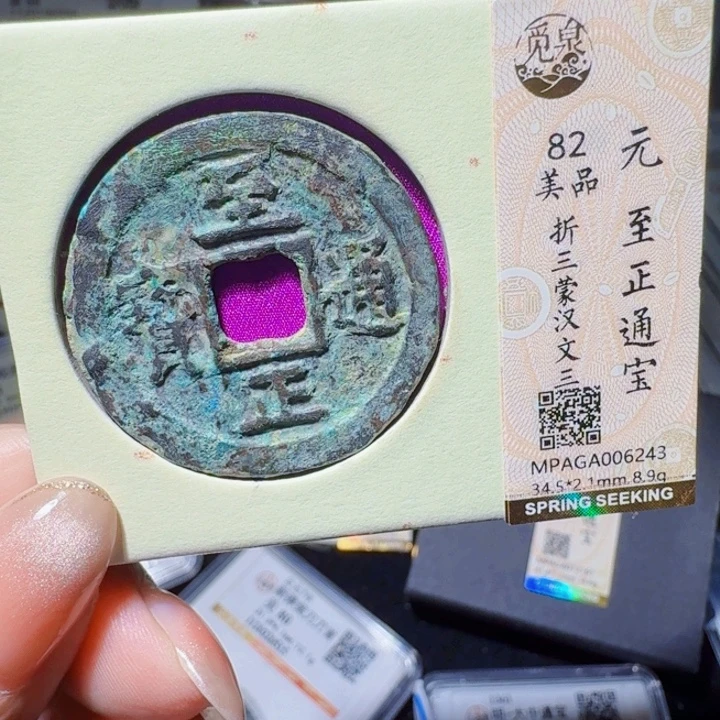 至
正
通
寶
觅泉
82
美品
折三蒙汉文三
元 至正通宝
MPAGA006243
34.5*2.1mm 8.9g
SPRING SEEKING